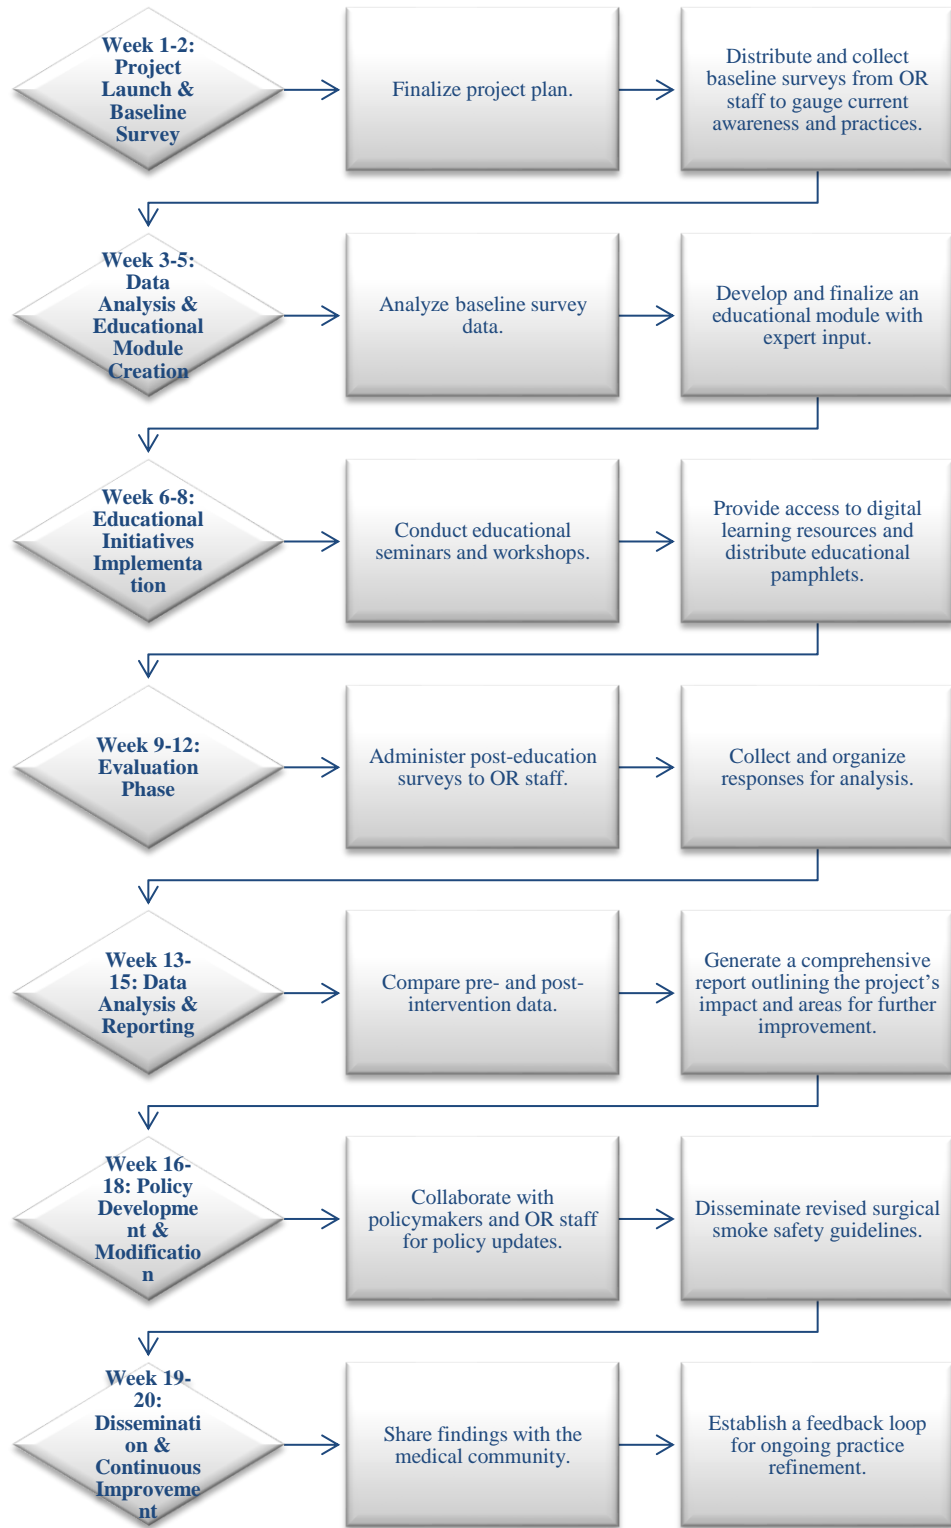 Week 1-2:
Project
Launch &
Baseline
Survey
Finalize project plan.
Distribute and collect
baseline surveys from OR
staff to gauge current
awareness and practices.
Week 3-5:
Data
Analysis &
Educational
Module
Creation
Analyze baseline survey
data.
Develop and finalize an
educational module with
expert input.
Week 6-8:
Educational
Initiatives
Implementa
tion
Conduct educational
seminars and workshops.
Provide access to digital
learning resources and
distribute educational
pamphlets.
Week 9-12:
Evaluation
Phase
Administer post-education
surveys to OR staff.
Collect and organize
responses for analysis.
Week 13-
15: Data
Analysis &
Reporting
Compare pre- and post-
intervention data.
Generate a comprehensive
report outlining the project’s
impact and areas for further
improvement.
Week 16-
18: Policy
Developme
nt &
Modificatio
n
Collaborate with
policymakers and OR staff
for policy updates.
Disseminate revised surgical
smoke safety guidelines.
Week 19-
20:
Disseminati
on &
Continuous
Improveme
nt
Share findings with the
medical community.
Establish a feedback loop
for ongoing practice
refinement.